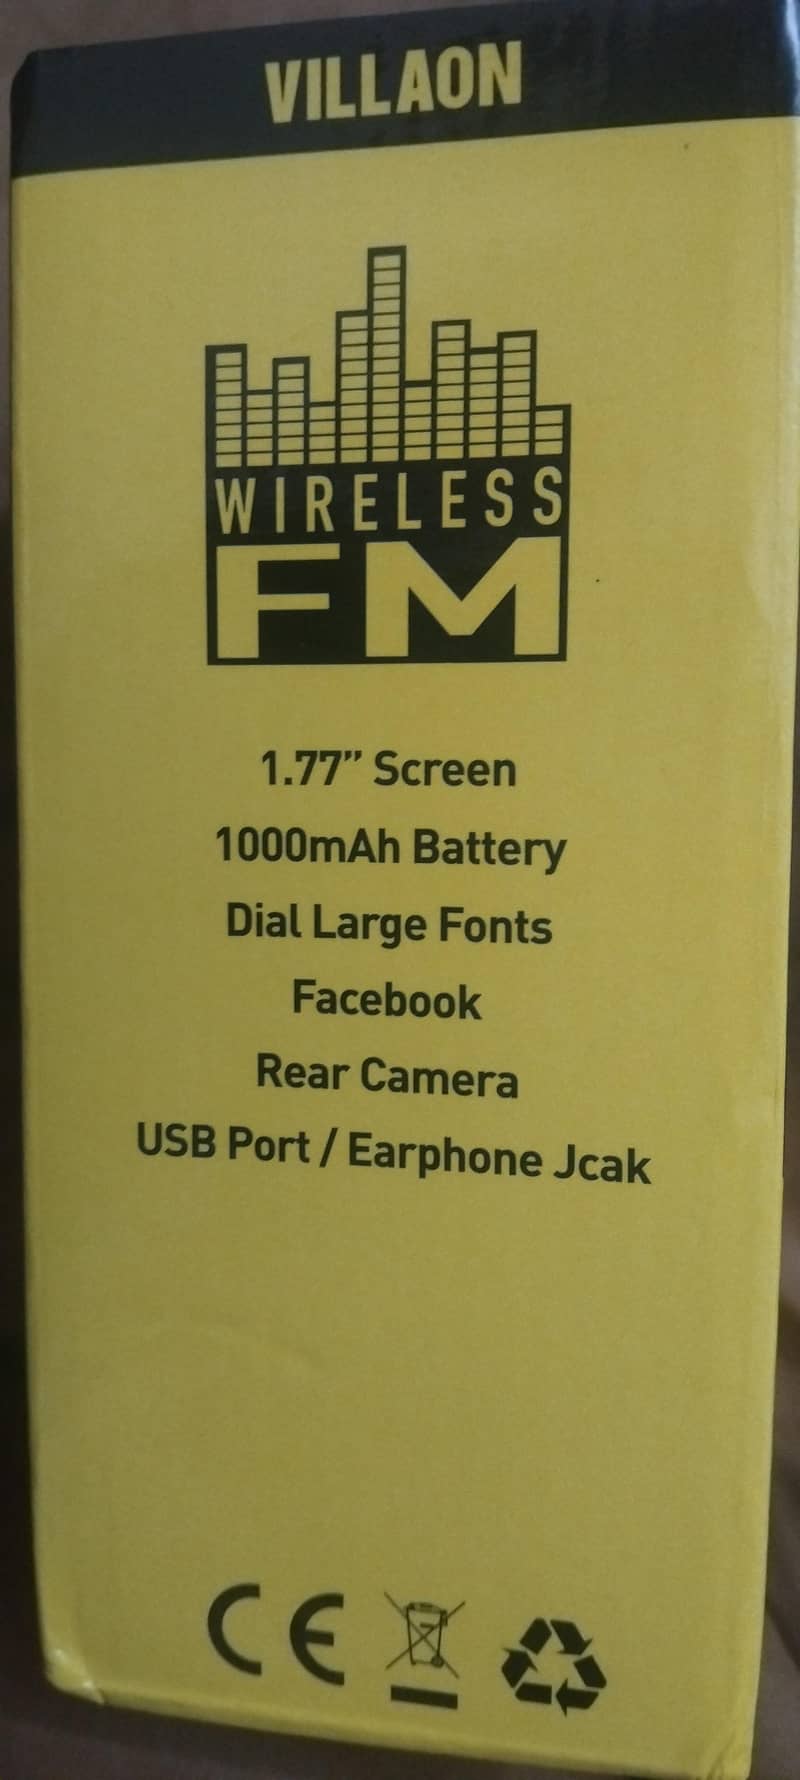 VILLAON
WIRELESS
FM
1.77” Screen
1000mAh Battery
Dial Large Fonts
Facebook
Rear Camera
USB Port / Earphone Jcak
CE